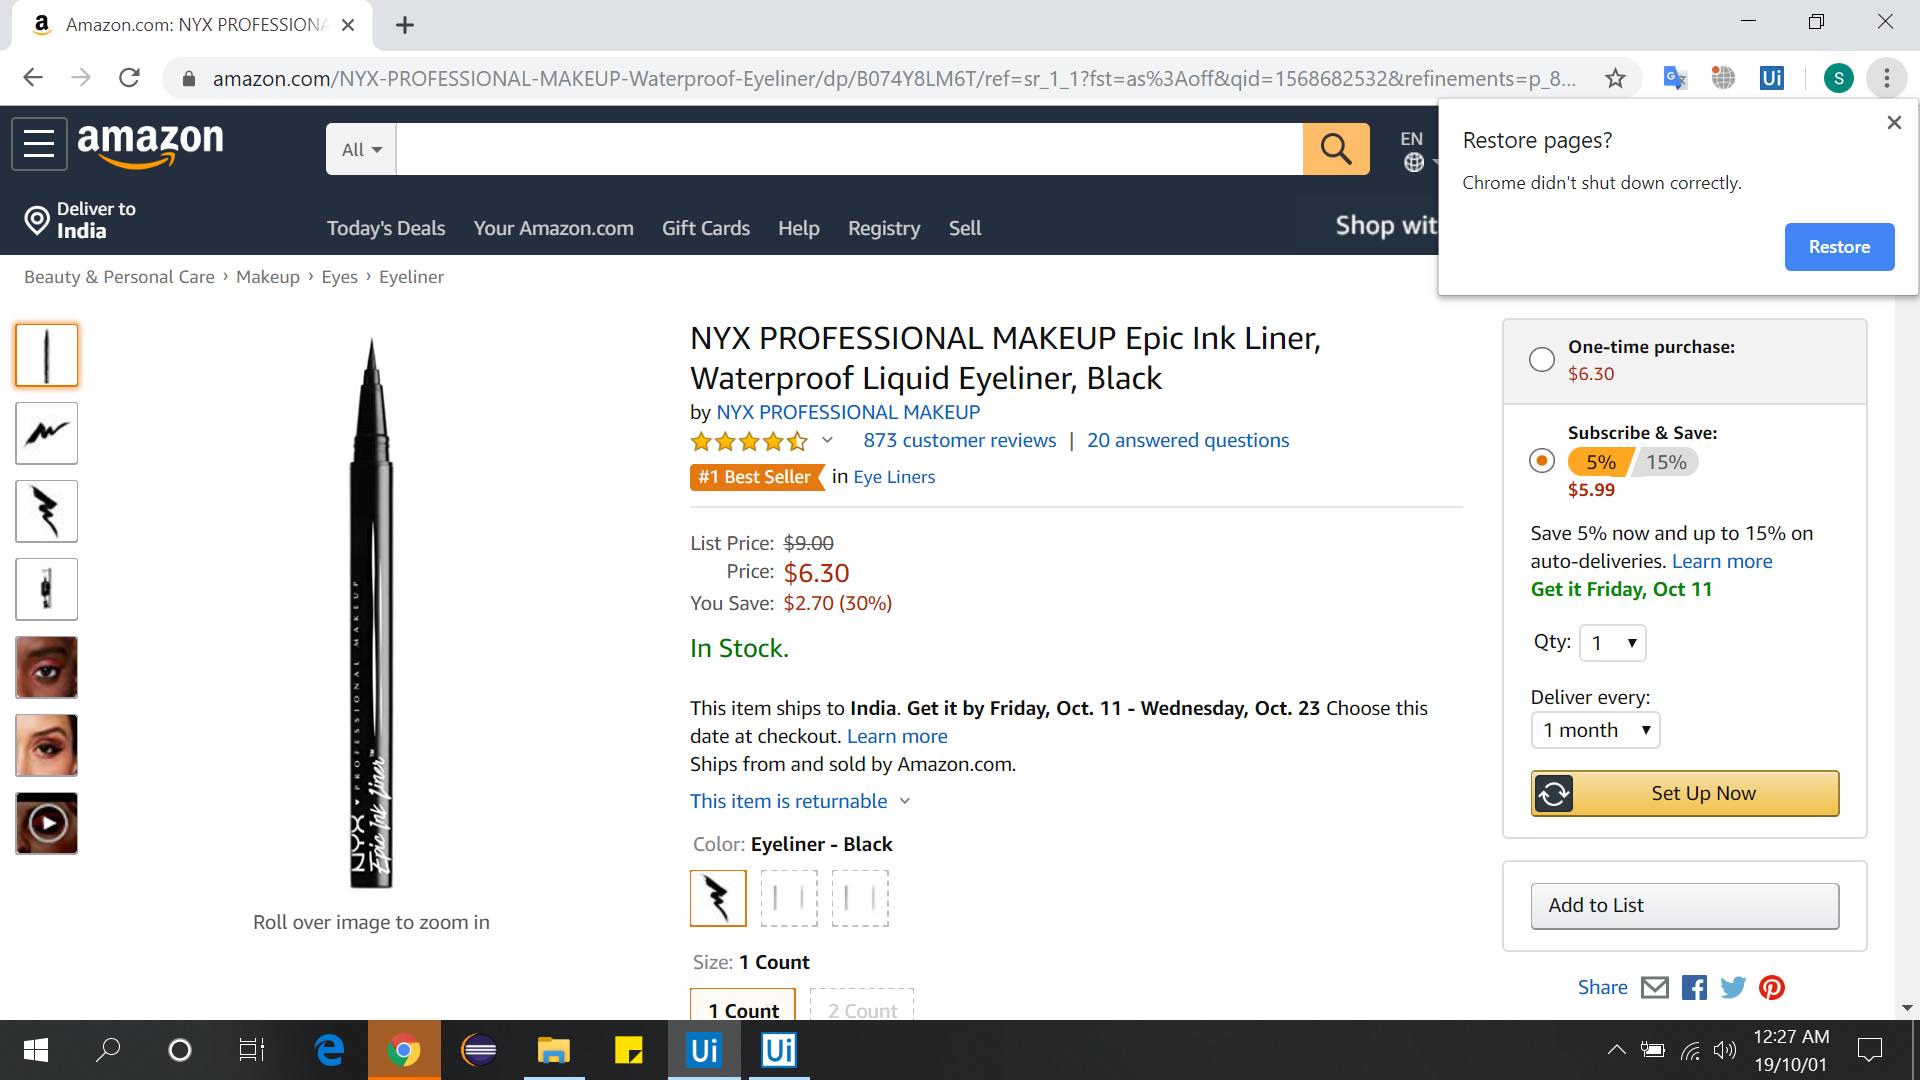 Amazon.com: NYX PROFESSIONA
amazon.com/NYX-PROFESSIONAL-MAKEUP-Waterproof-Eyeliner/dp/B074Y8LM6T/ref=sr_1_1?fst=as%3Aoff&qid=1568682532&refinements=p_8...
Ui
S
amazon
All
EN
Restore pages?
Chrome didn't shut down correctly.
Restore
Deliver to
India
Today's Deals
Your Amazon.com
Gift Cards
Help
Registry
Sell
Shop wit
Beauty & Personal Care › Makeup › Eyes › Eyeliner
NYX PROFESSIONAL MAKEUP
Epic Ink Liner™
Roll over image to zoom in
NYX PROFESSIONAL MAKEUP Epic Ink Liner,
Waterproof Liquid Eyeliner, Black
by NYX PROFESSIONAL MAKEUP
873 customer reviews | 20 answered questions
#1 Best Seller in Eye Liners
List Price: $9.00
Price: $6.30
You Save: $2.70 (30%)
In Stock.
This item ships to India. Get it by Friday, Oct. 11 - Wednesday, Oct. 23 Choose this
date at checkout. Learn more
Ships from and sold by Amazon.com.
This item is returnable
Color: Eyeliner - Black
Size: 1 Count
1 Count
2 Count
One-time purchase:
$6.30
Subscribe & Save:
5% 15%
$5.99
Save 5% now and up to 15% on
auto-deliveries. Learn more
Get it Friday, Oct 11
Qty: 1
Deliver every:
1 month
Set Up Now
Add to List
Share
Ui
Ui
12:27 AM
19/10/01